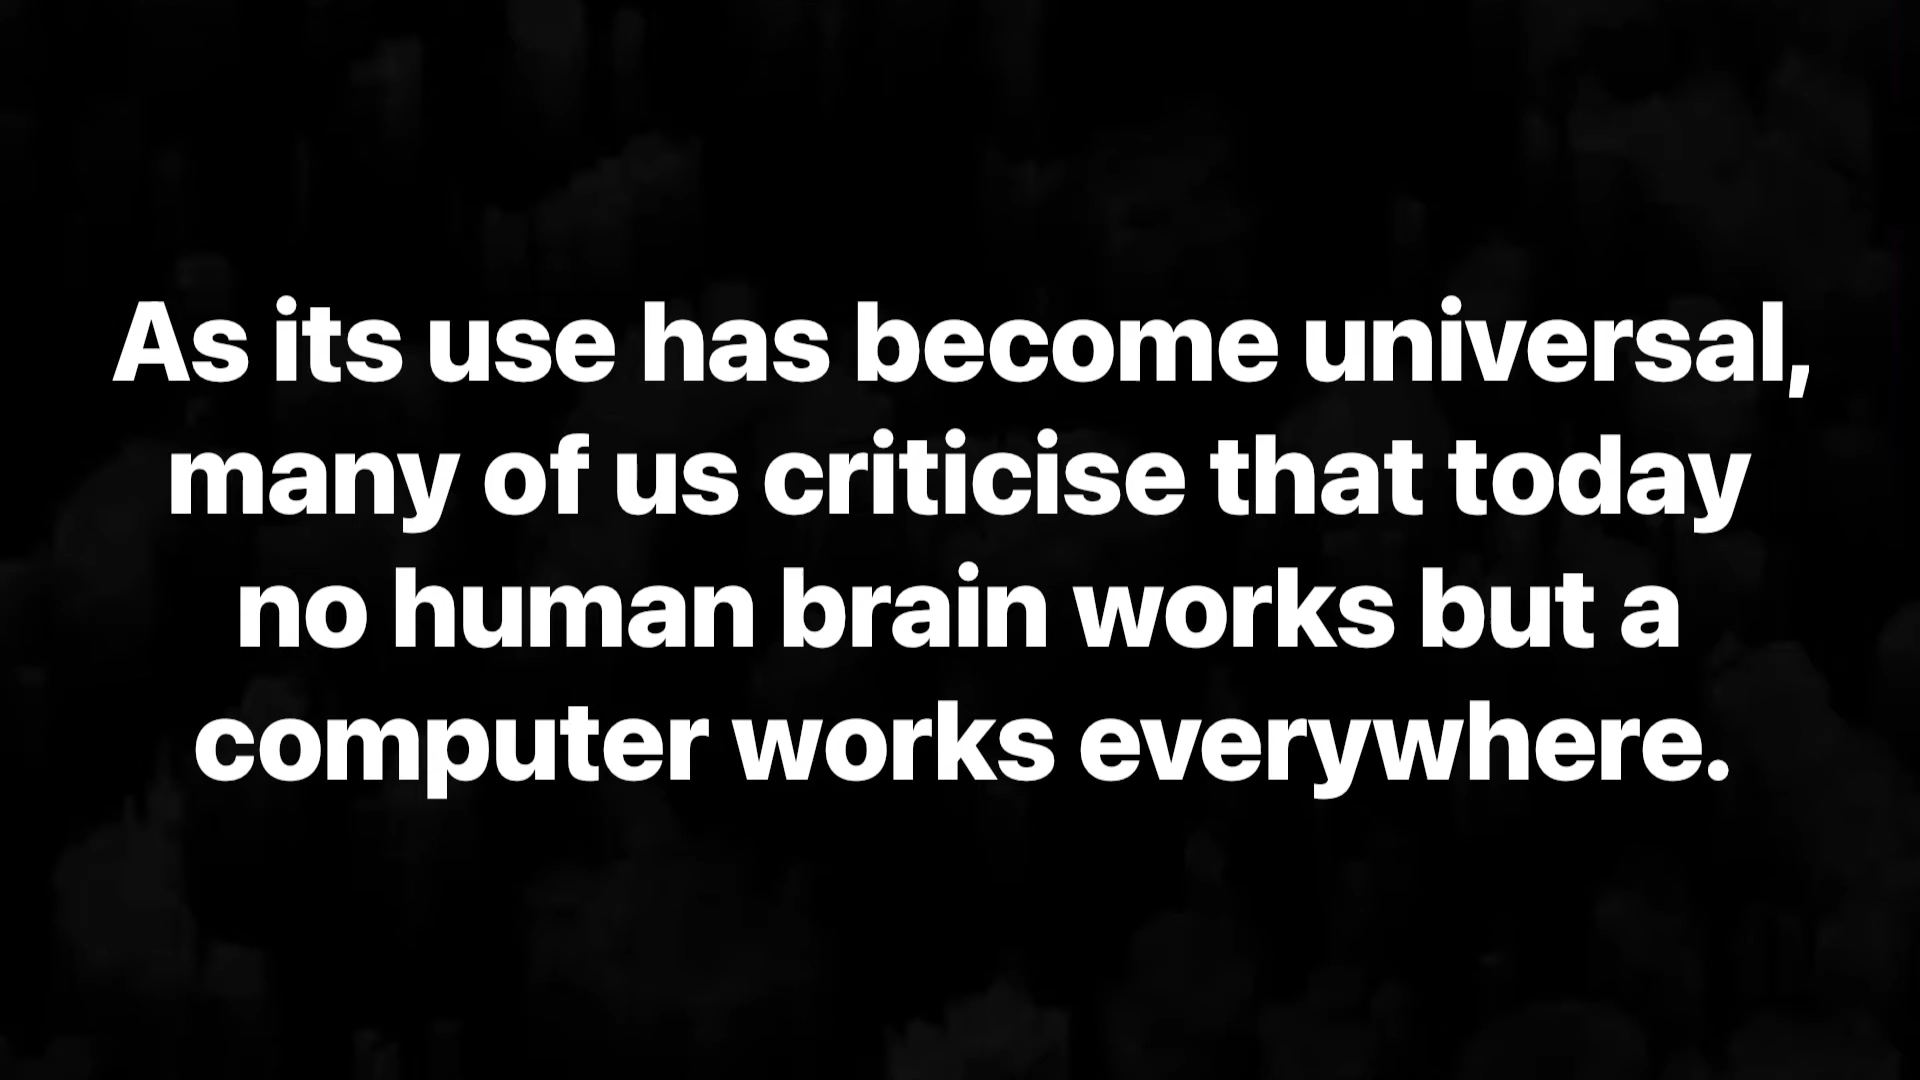 As its use has become universal,
many of us criticise that today
no human brain works but a
computer works everywhere.